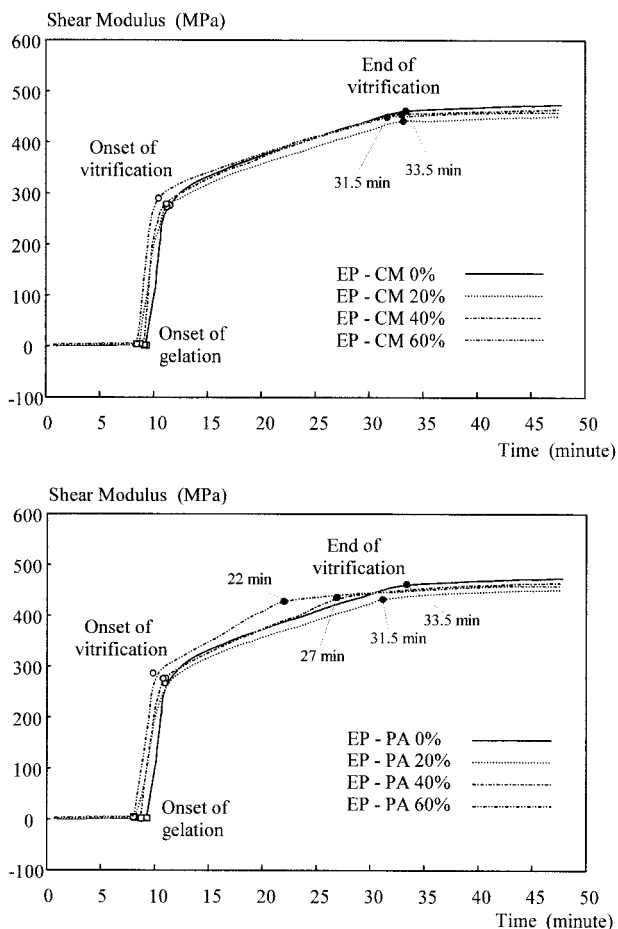 Shear Modulus (MPa)
600
500
400
300
200
100
0
-100
End of
vitrification
Onset of
vitrification
31.5 min
33.5 min
EP - CM 0%
EP - CM 20%
EP - CM 40%
EP - CM 60%
Onset of
gelation
0 5 10 15 20 25 30 35 40 45 50
Time (minute)
Shear Modulus (MPa)
600
500
400
300
200
100
0
-100
End of
vitrification
22 min
Onset of
vitrification
33.5 min
31.5 min
27 min
EP - PA 0%
EP - PA 20%
EP - PA 40%
EP - PA 60%
Onset of
gelation
0 5 10 15 20 25 30 35 40 45 50
Time (minute)